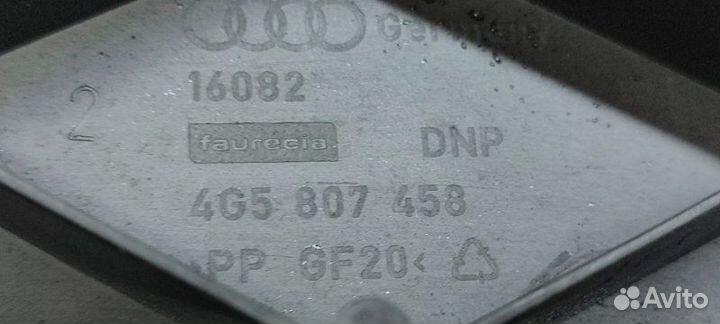 Germany
16082
2
faurecia
DNP
4G5 807 458
>PP GF20<
Avito